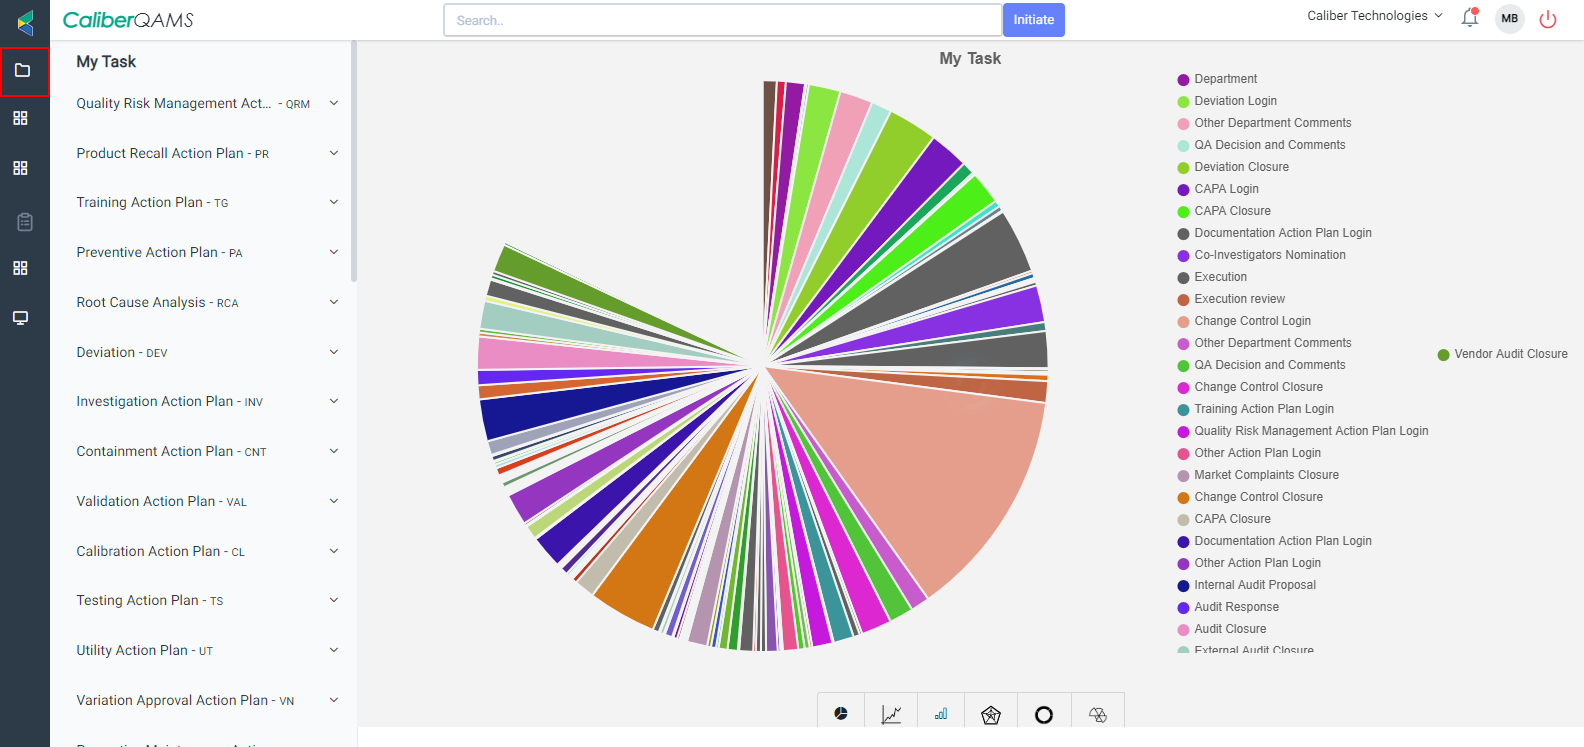 CaliberQAMS
Search..
Initiate
Caliber Technologies
MB
My Task
Quality Risk Management Act... - QRM
Product Recall Action Plan - PR
Training Action Plan - TG
Preventive Action Plan - PA
Root Cause Analysis - RCA
Deviation - DEV
Investigation Action Plan - INV
Containment Action Plan - CNT
Validation Action Plan - VAL
Calibration Action Plan - CL
Testing Action Plan - TS
Utility Action Plan - UT
Variation Approval Action Plan - VN
My Task
Department
Deviation Login
Other Department Comments
QA Decision and Comments
Deviation Closure
CAPA Login
CAPA Closure
Documentation Action Plan Login
Co-Investigators Nomination
Execution
Execution review
Change Control Login
Other Department Comments
QA Decision and Comments
Change Control Closure
Training Action Plan Login
Quality Risk Management Action Plan Login
Other Action Plan Login
Market Complaints Closure
Change Control Closure
CAPA Closure
Documentation Action Plan Login
Other Action Plan Login
Internal Audit Proposal
Audit Response
Audit Closure
External Audit Closure
Vendor Audit Closure